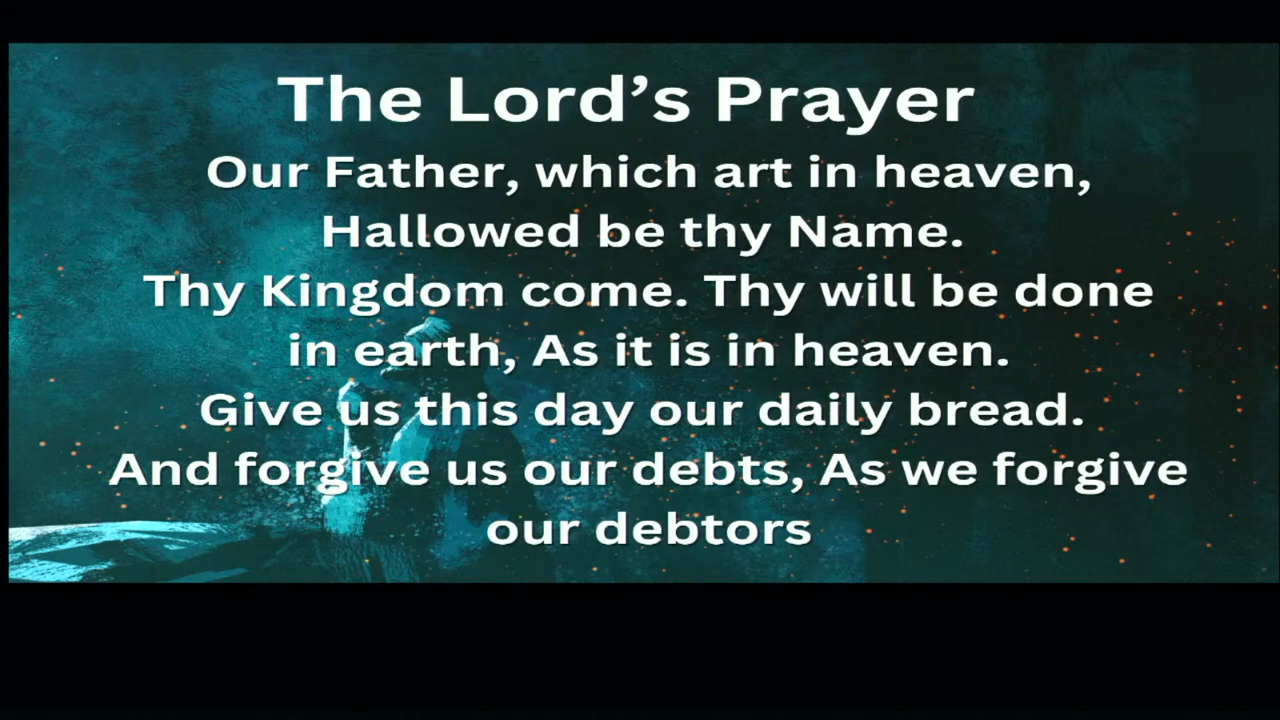 The Lord’s Prayer
Our Father, which art in heaven,
Hallowed be thy Name.
Thy Kingdom come. Thy will be done
in earth, As it is in heaven.
Give us this day our daily bread.
And forgive us our debts, As we forgive
our debtors